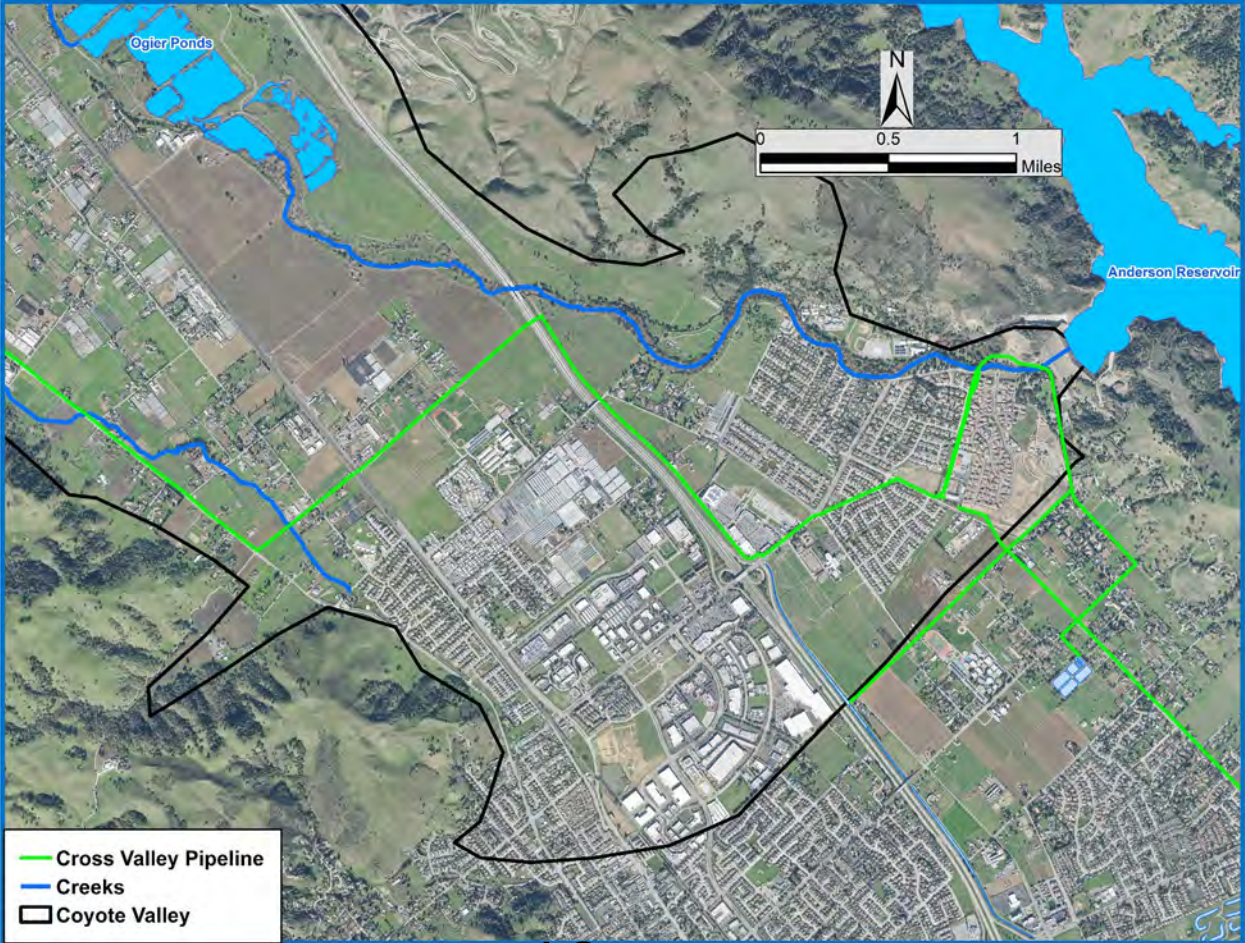 Ogier Ponds
N
0 0.5 1
Miles
Anderson Reservoir
Cross Valley Pipeline
Creeks
Coyote Valley